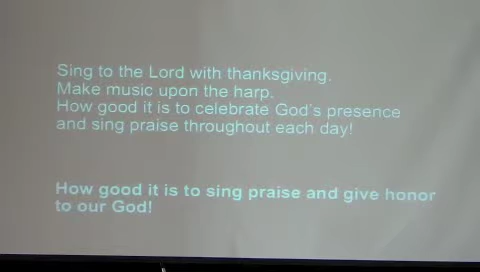 Sing to the Lord with thanksgiving.
Make music upon the harp.
How good it is to celebrate God's presence
and sing praise throughout each day!
How good it is to sing praise and give honor
to our God!